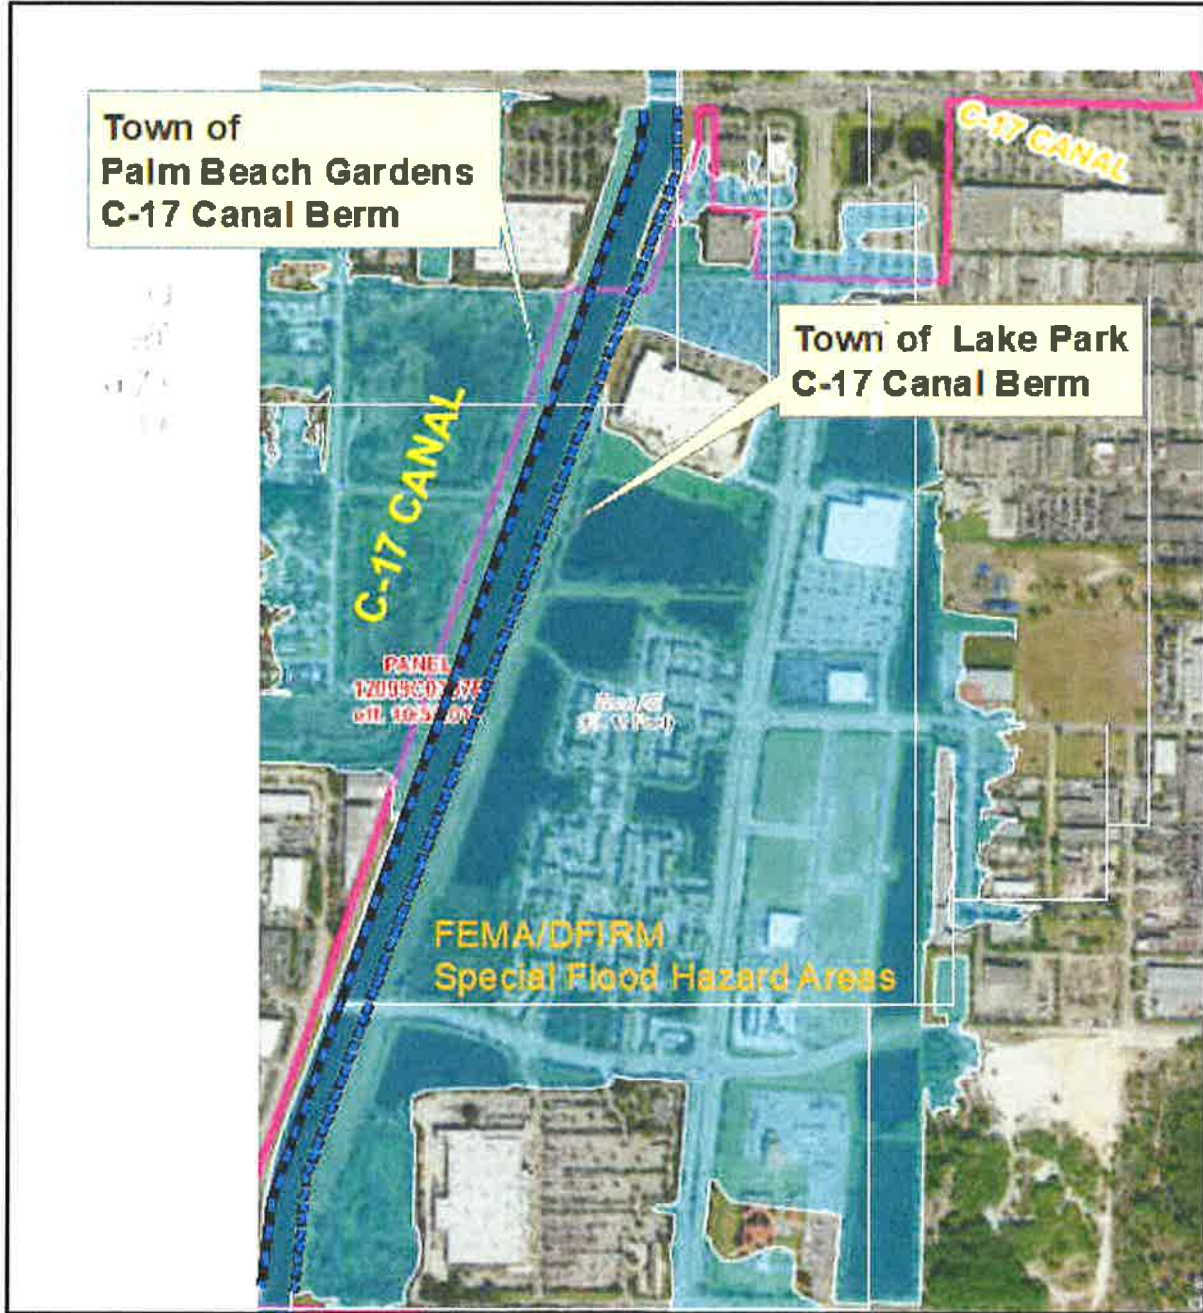 Town of
Palm Beach Gardens
C-17 Canal Berm
C-17 CANAL
Town of Lake Park
C-17 Canal Berm
C-17 CANAL
PANEL
eff.
FEMA/DFIRM
Special Flood Hazard Areas